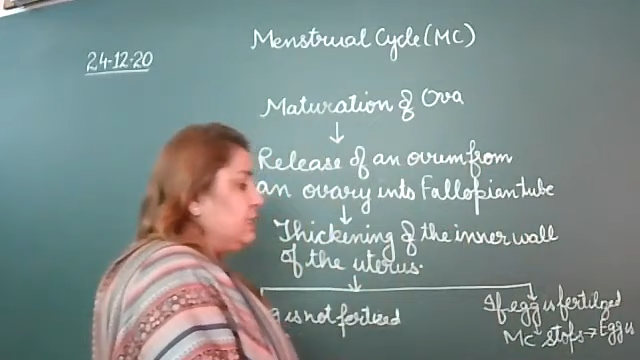 Menstrual Cycle (MC)
24-12-20
Maturation of Ova
↓
Release of an ovum from
an ovary into Fallopian tube
↓
Thickening of the inner wall
of the uterus.
is not
If egg is fertilized
MC stops → Egg is